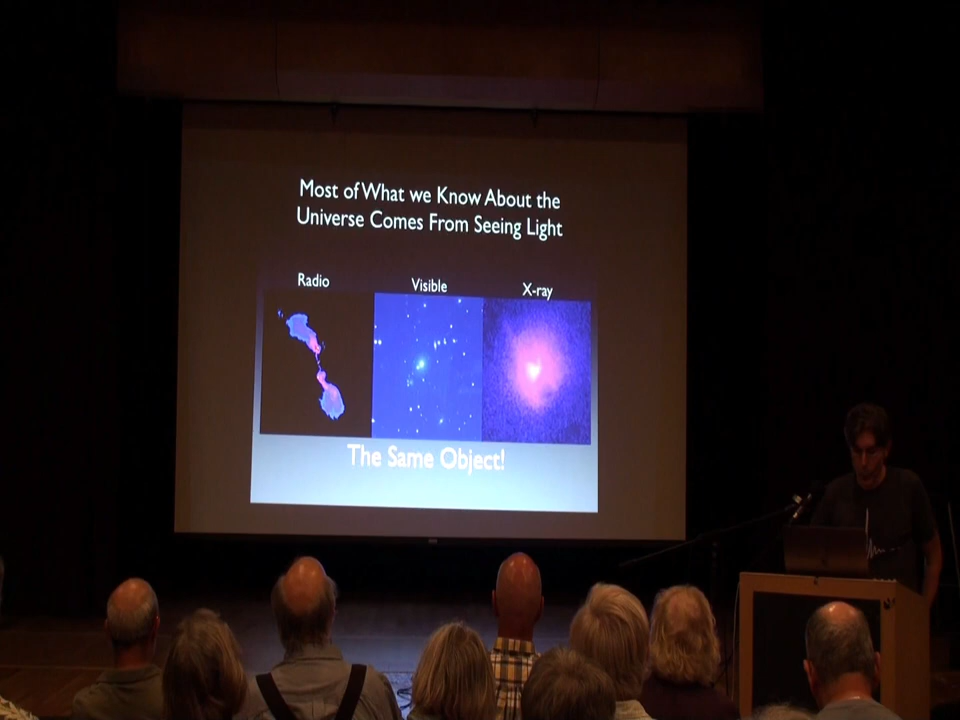 Most of What we Know About the
Universe Comes From Seeing Light
Radio Visible X-ray
The Same Object!